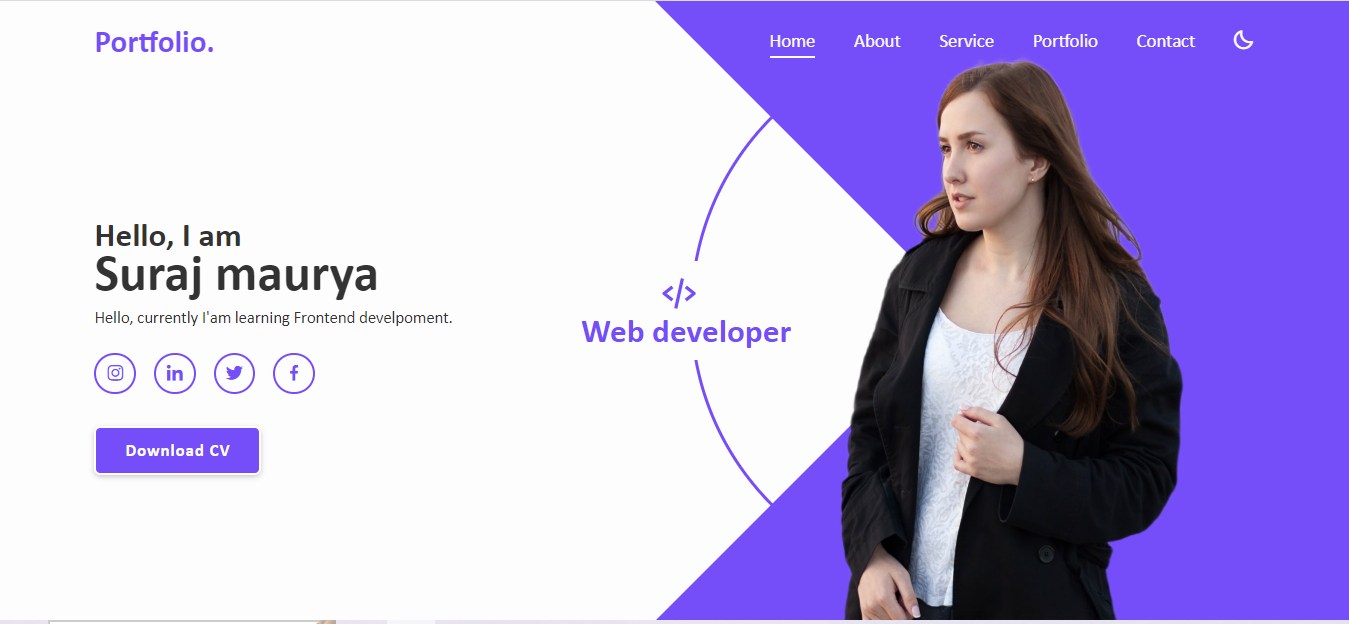 Portfolio.
Home About Service Portfolio Contact
Hello, I am
Suraj maurya
Hello, currently I'am learning Frontend develpoment.
</>
Web developer
Download CV